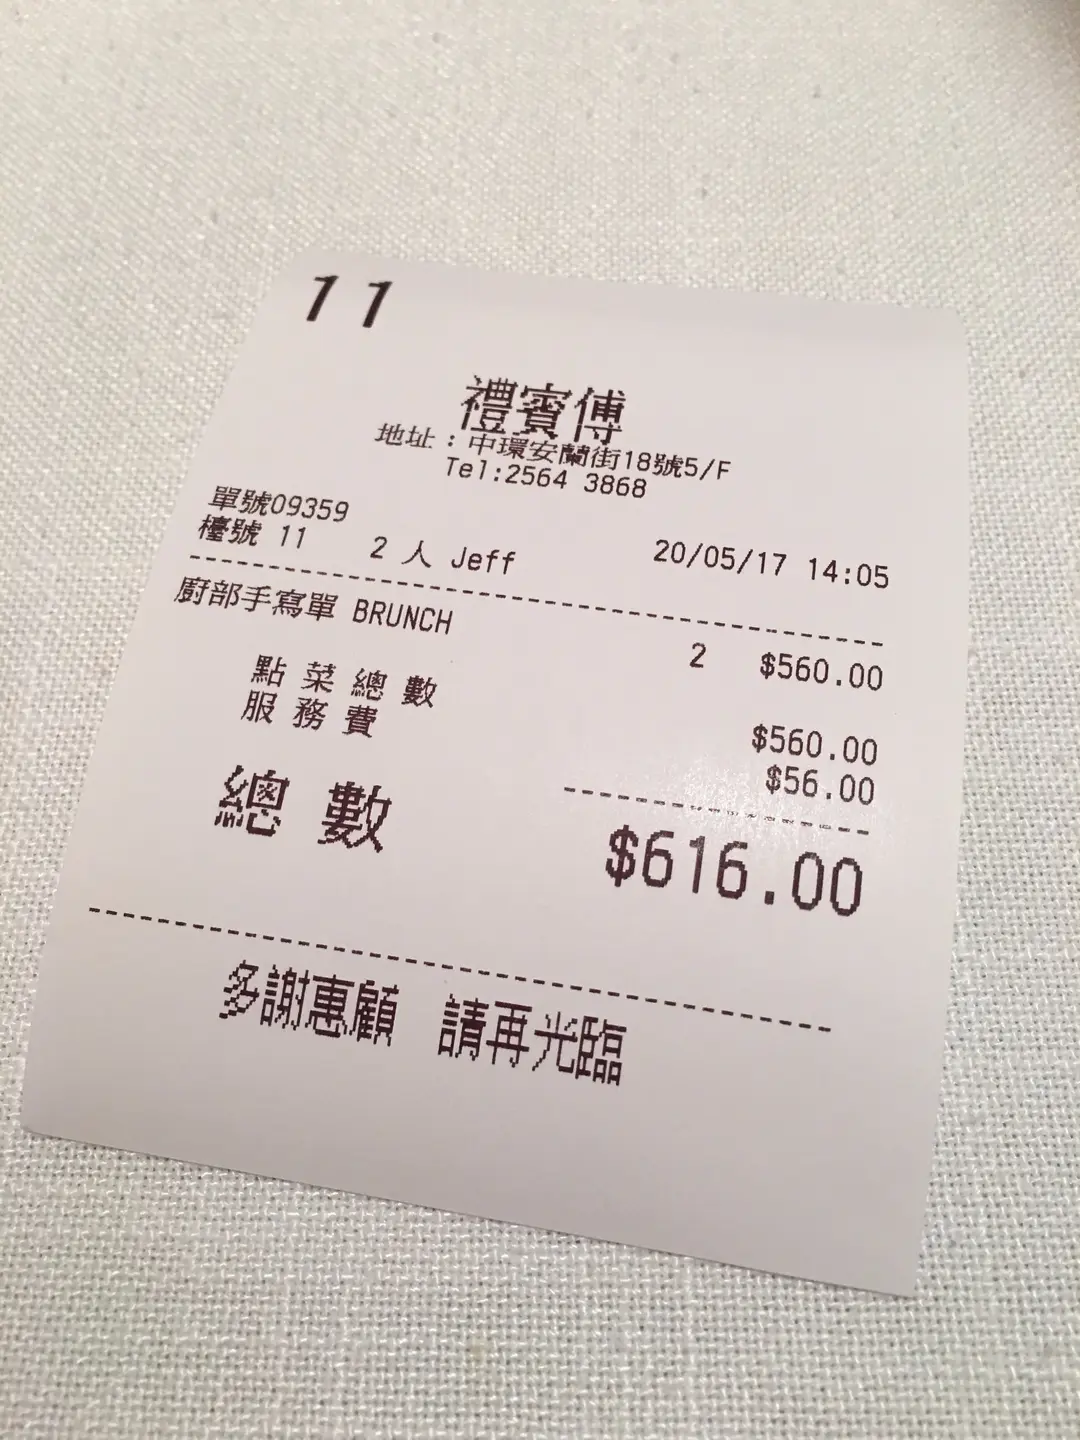 11
禮賓傅
地址：中環安蘭街18號5/F
Tel:2564 3868
單號09359
檯號 11 2 人 Jeff 20/05/17 14:05
廚部手寫單 BRUNCH 2 $560.00
點菜總數 $560.00
服務費 $56.00
總數 $616.00
多謝惠顧 請再光臨